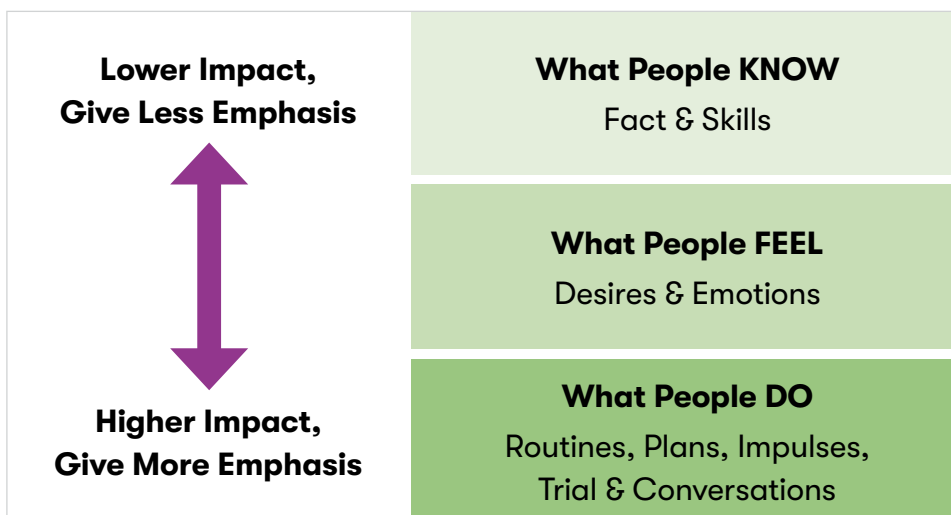 Lower Impact,
Give Less Emphasis
What People KNOW
Fact & Skills
What People FEEL
Desires & Emotions
Higher Impact,
Give More Emphasis
What People DO
Routines, Plans, Impulses,
Trial & Conversations